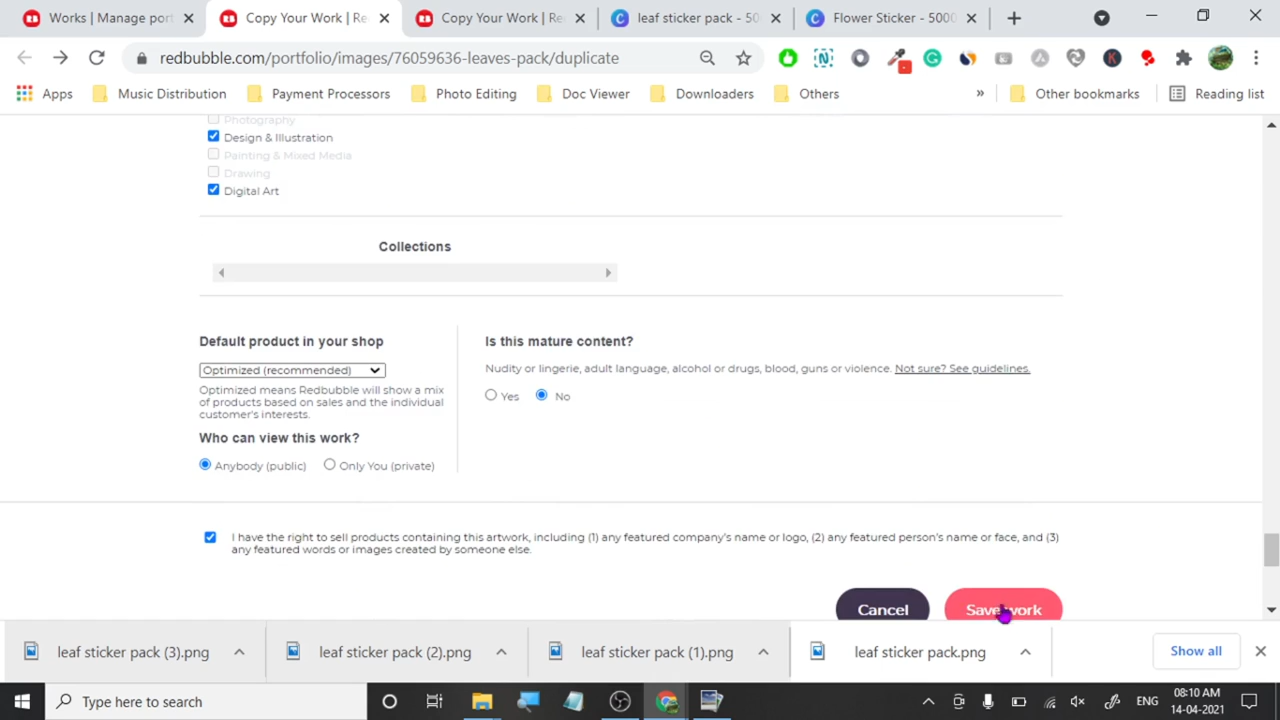 Works | Manage port
Copy Your Work | Re
Copy Your Work | Re
leaf sticker pack - 50
Flower Sticker - 5000
redbubble.com/portfolio/images/76059636-leaves-pack/duplicate
Apps
Music Distribution
Payment Processors
Photo Editing
Doc Viewer
Downloaders
Others
»
Other bookmarks
Reading list
Photography
Design & Illustration
Painting & Mixed Media
Drawing
Digital Art
Collections
Default product in your shop
Is this mature content?
Optimized (recommended)
Nudity or lingerie, adult language, alcohol or drugs, blood, guns or violence. Not sure? See guidelines.
Optimized means Redbubble will show a mix
of products based on sales and the individual
customer's interests.
Yes
No
Who can view this work?
Anybody (public)
Only You (private)
I have the right to sell products containing this artwork, including (1) any featured company's name or logo, (2) any featured person's name or face, and (3)
any featured words or images created by someone else.
Cancel
Save work
leaf sticker pack (3).png
leaf sticker pack (2).png
leaf sticker pack (1).png
leaf sticker pack.png
Show all
Type here to search
ENG
08:10 AM
14-04-2021